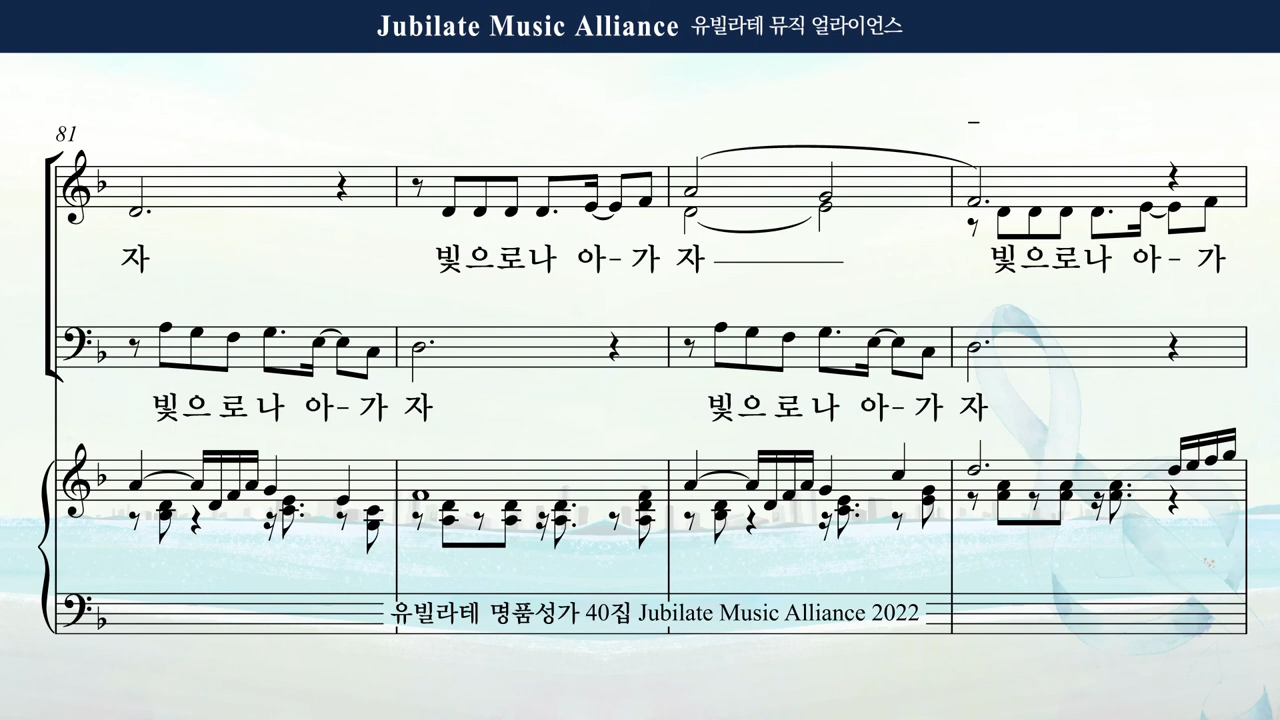 Jubilate Music Alliance 유빌라테 뮤직 얼라이언스
81
자 빛으로나 아- 가 자 빛으로나 아- 가
빛으로나 아- 가 자 빛으로나 아- 가 자
유빌라테 명품성가 40집 Jubilate Music Alliance 2022